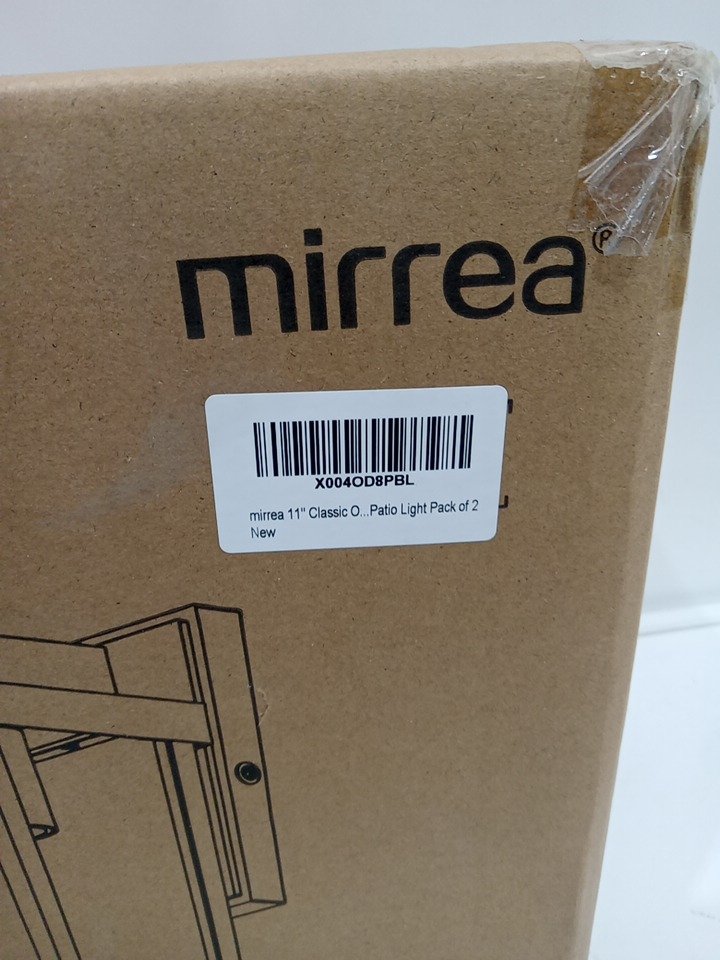 mirrea
X004OD8PBL
mirrea 11" Classic O...Patio Light Pack of 2
New